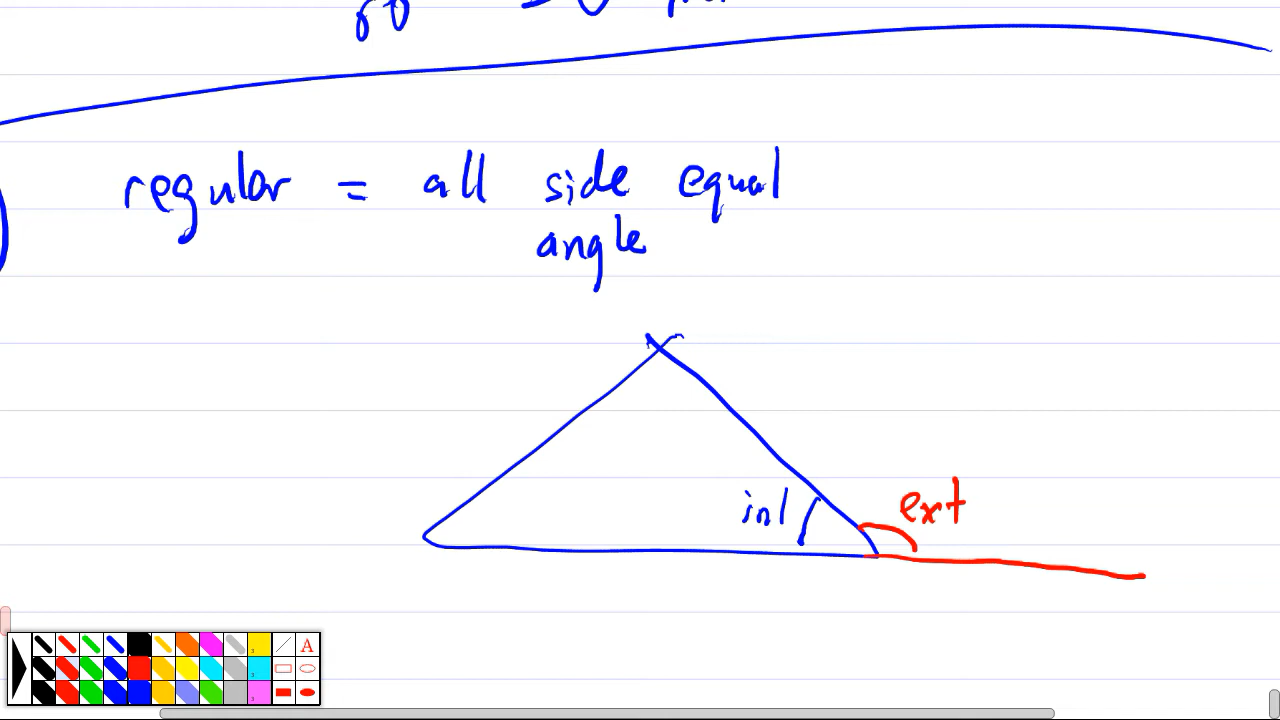 regular = all side equal
angle
int
ext
A